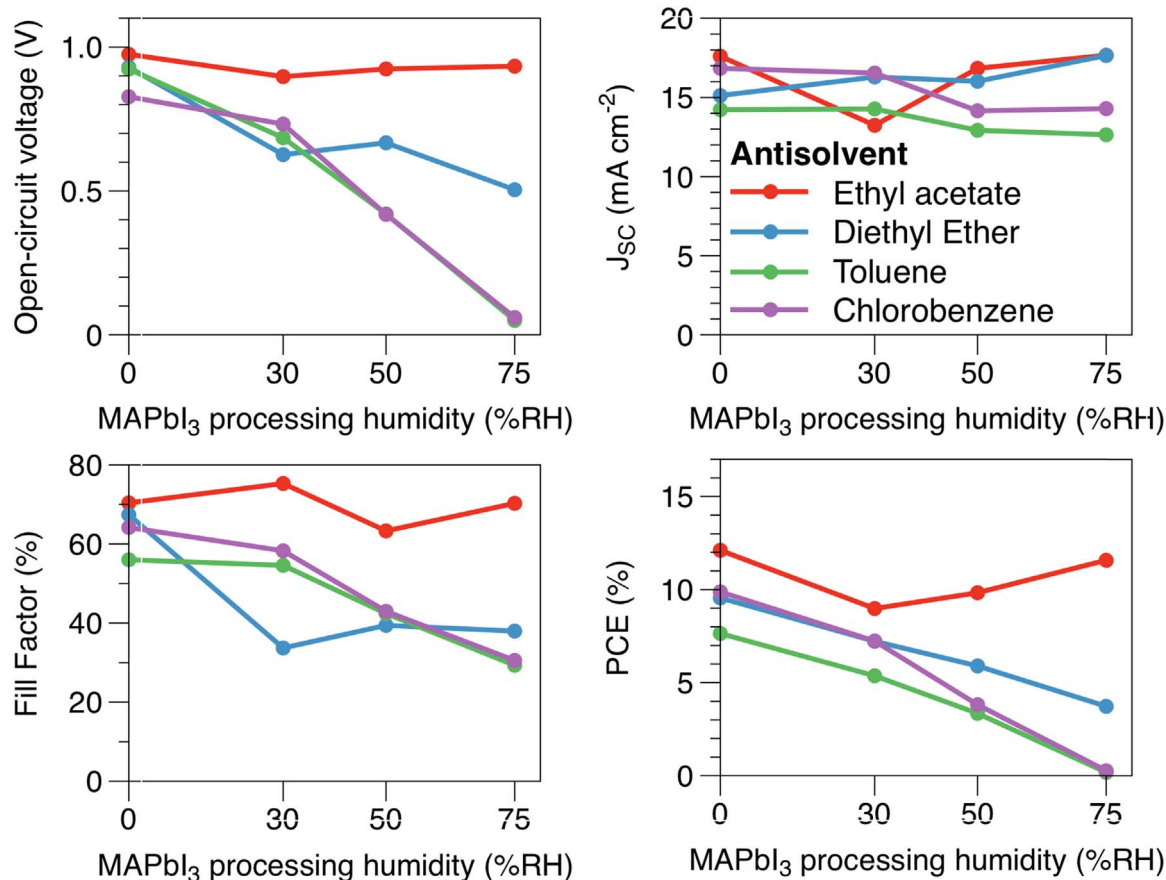 Open-circuit voltage (V)
1.0
0.5
0
0 30 50 75
MAPbI₃ processing humidity (%RH)
J_SC (mA cm⁻²)
20
15
10
5
0
Antisolvent
Ethyl acetate
Diethyl Ether
Toluene
Chlorobenzene
0 30 50 75
MAPbI₃ processing humidity (%RH)
Fill Factor (%)
80
60
40
20
0
0 30 50 75
MAPbI₃ processing humidity (%RH)
PCE (%)
15
10
5
0
0 30 50 75
MAPbI₃ processing humidity (%RH)